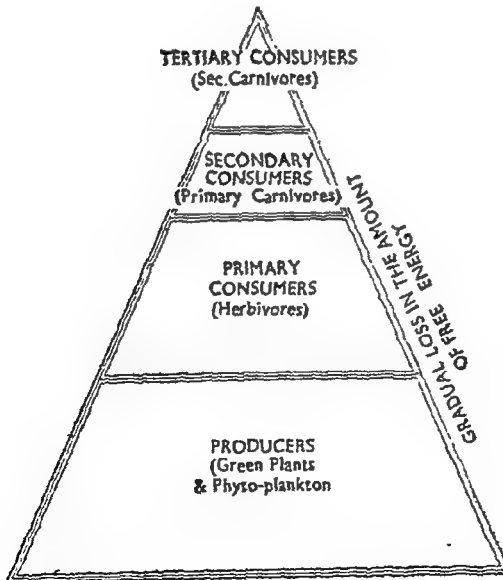 TERTIARY CONSUMERS
(Sec. Carnivores)
SECONDARY
CONSUMERS
(Primary Carnivores)
PRIMARY
CONSUMERS
(Herbivores)
PRODUCERS
(Green Plants
& Phyto-plankton
GRADUAL LOSS IN THE AMOUNT
OF FREE ENERGY